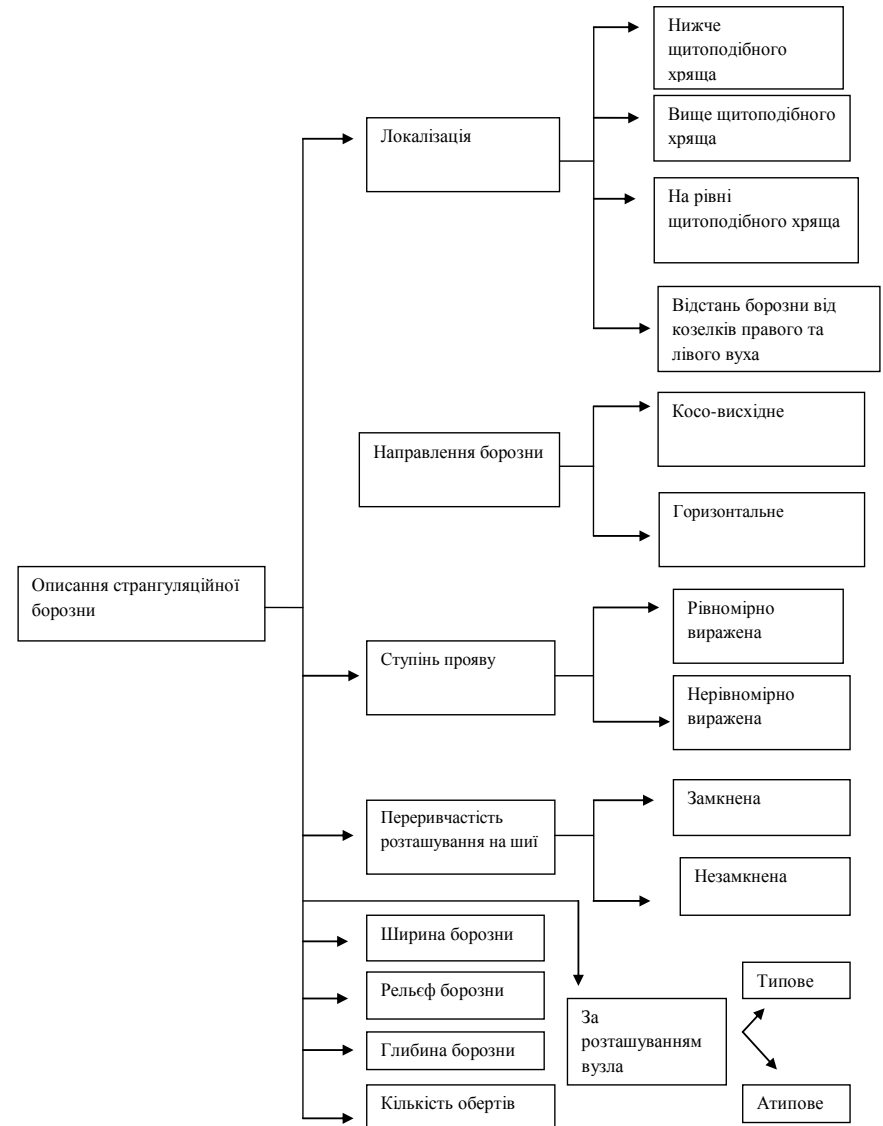 Нижче
щитоподібного
хряща
Вище щитоподібного
хряща
Локалізація
На рівні
щитоподібного хряща
Відстань борозни від
козелків правого та
лівого вуха
Косо-висхідне
Направлення борозни
Горизонтальне
Описання странгуляційної
борозни
Рівномірно
виражена
Ступінь прояву
Нерівномірно
виражена
Замкнена
Переривчастість
розташування на шиї
Незамкнена
Ширина борозни
Рельєф борозни
Глибина борозни
Кількість обертів
За
розташуванням
вузла
Типове
Атипове